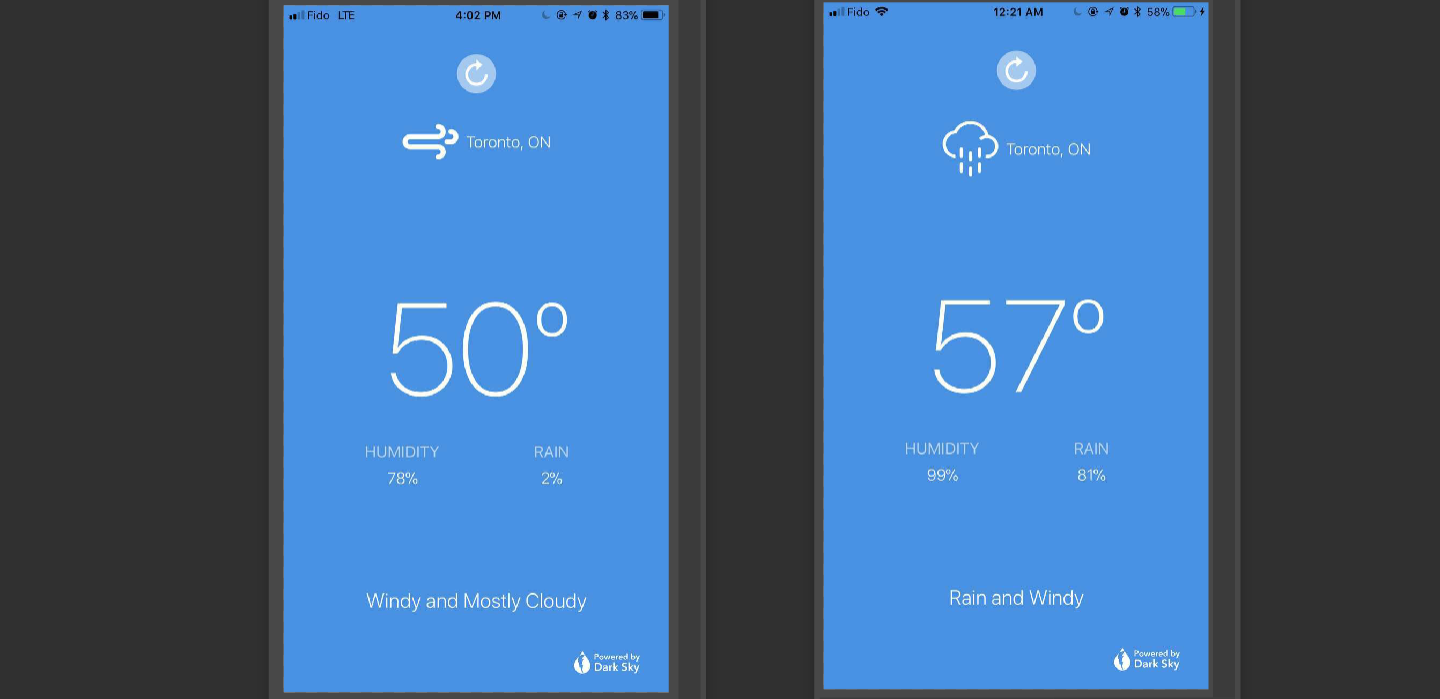 Fido LTE 4:02 PM 83%
Toronto, ON
50°
HUMIDITY RAIN
78% 2%
Windy and Mostly Cloudy
Powered by
Dark Sky
Fido 12:21 AM 58%
Toronto, ON
57°
HUMIDITY RAIN
99% 81%
Rain and Windy
Powered by
Dark Sky